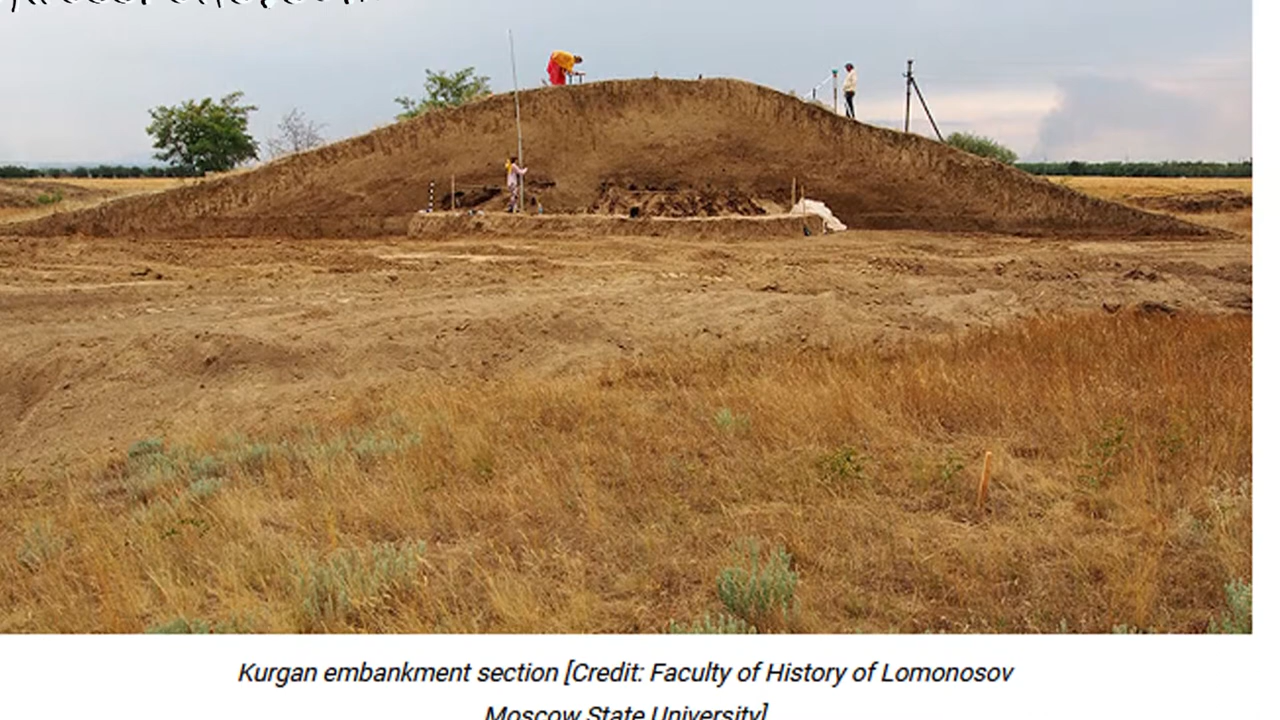 Kurgan embankment section [Credit: Faculty of History of Lomonosov
Moscow State University]